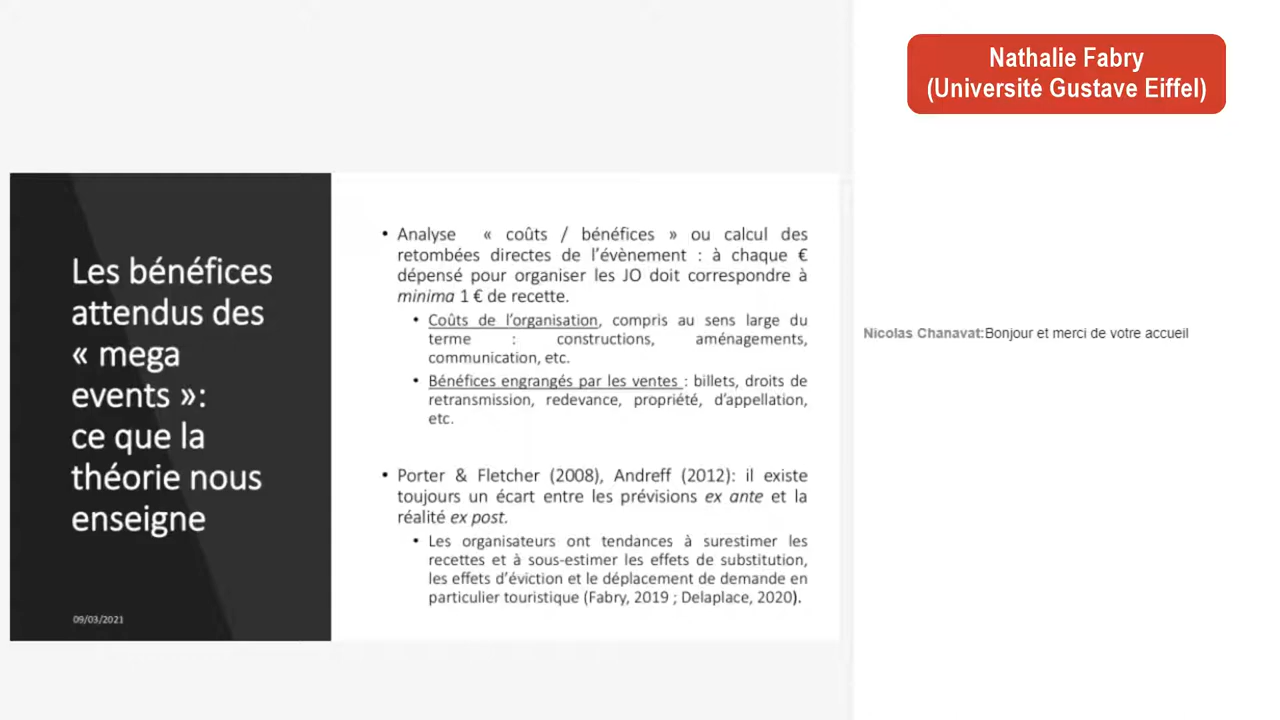 Nathalie Fabry
(Université Gustave Eiffel)
Les bénéfices
attendus des
« mega
events »:
ce que la
théorie nous
enseigne
09/03/2021
• Analyse « coûts / bénéfices » ou calcul des
retombées directes de l’évènement : à chaque €
dépensé pour organiser les JO doit correspondre à
minima 1 € de recette.
• Coûts de l’organisation, compris au sens large du
terme : constructions, aménagements,
communication, etc.
• Bénéfices engrangés par les ventes : billets, droits de
retransmission, redevance, propriété, d’appellation,
etc.
• Porter & Fletcher (2008), Andreff (2012): il existe
toujours un écart entre les prévisions ex ante et la
réalité ex post.
• Les organisateurs ont tendances à surestimer les
recettes et à sous-estimer les effets de substitution,
les effets d’éviction et le déplacement de demande en
particulier touristique (Fabry, 2019 ; Delaplace, 2020).
Nicolas Chanavat:Bonjour et merci de votre accueil